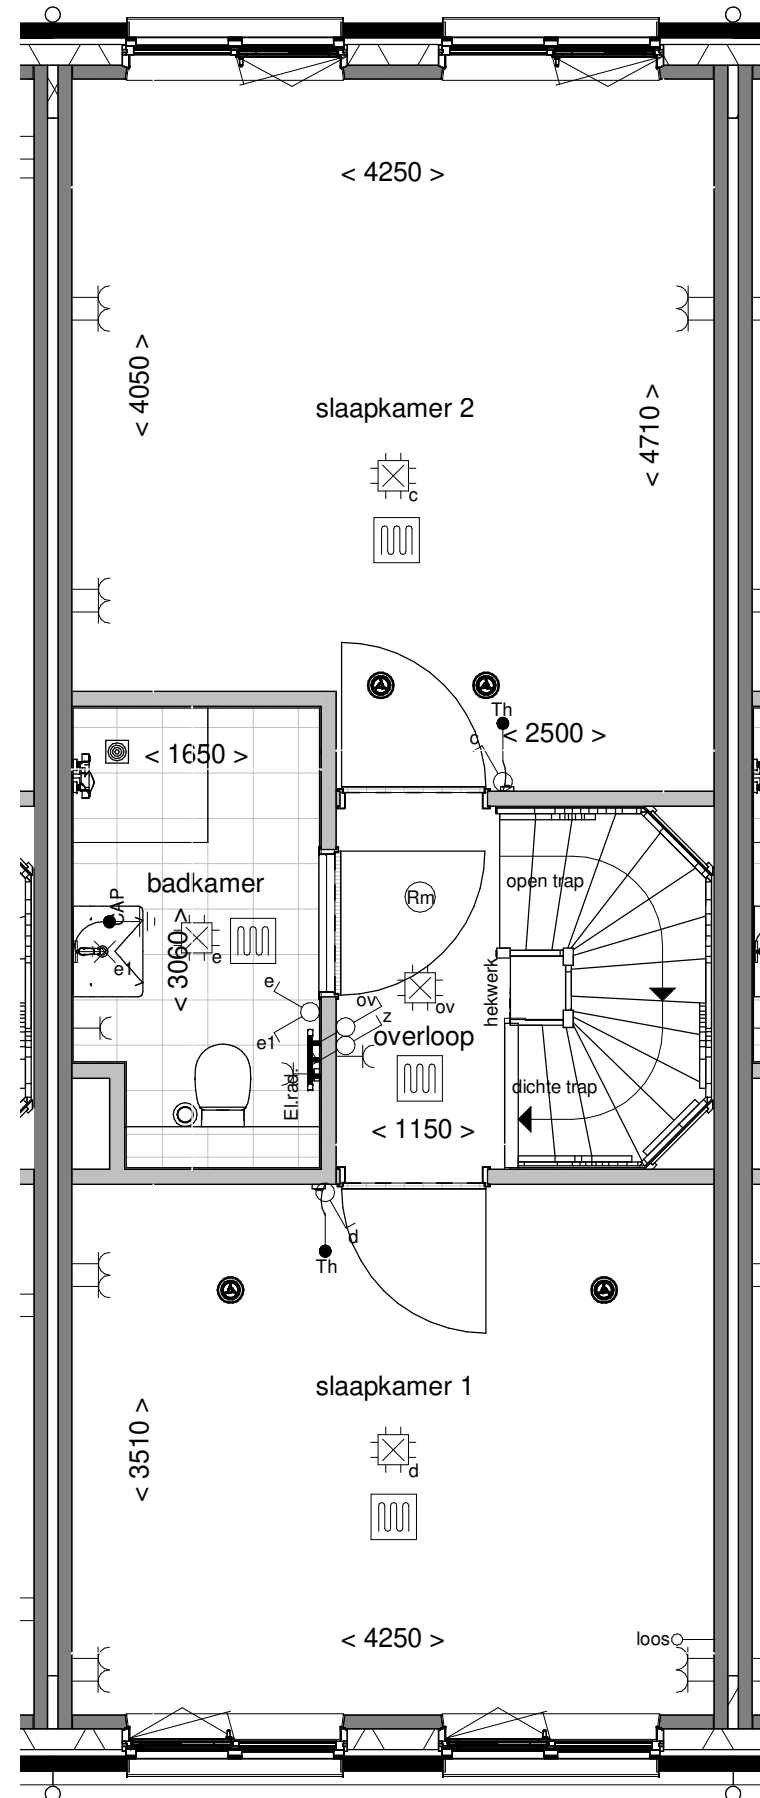 < 4250 >
< 4050 >
slaapkamer 2
< 4710 >
c
Th
c
< 2500 >
< 1650 >
badkamer
open trap
CAP
Rm
e1
< 3060 >
e
e
ov
z
ov
hekwerk
e1
overloop
El.rad.
dichte trap
< 1150 >
d
Th
slaapkamer 1
< 3510 >
d
< 4250 >
loos